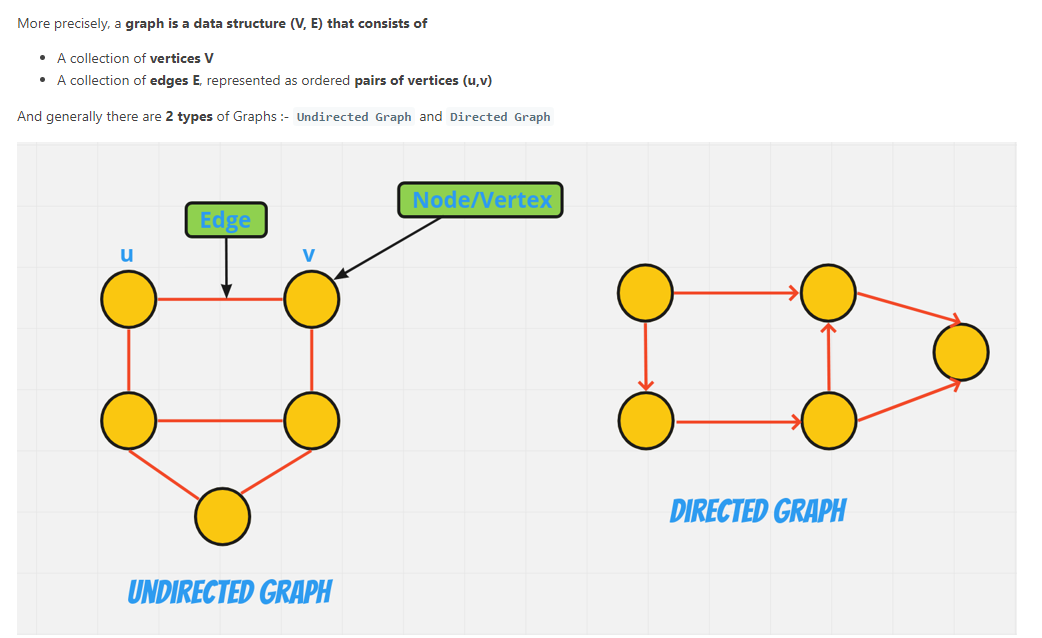 More precisely, a graph is a data structure (V, E) that consists of
• A collection of vertices V
• A collection of edges E, represented as ordered pairs of vertices (u,v)
And generally there are 2 types of Graphs :- Undirected Graph and Directed Graph
Node/Vertex
Edge
u
v
DIRECTED GRAPH
UNDIRECTED GRAPH